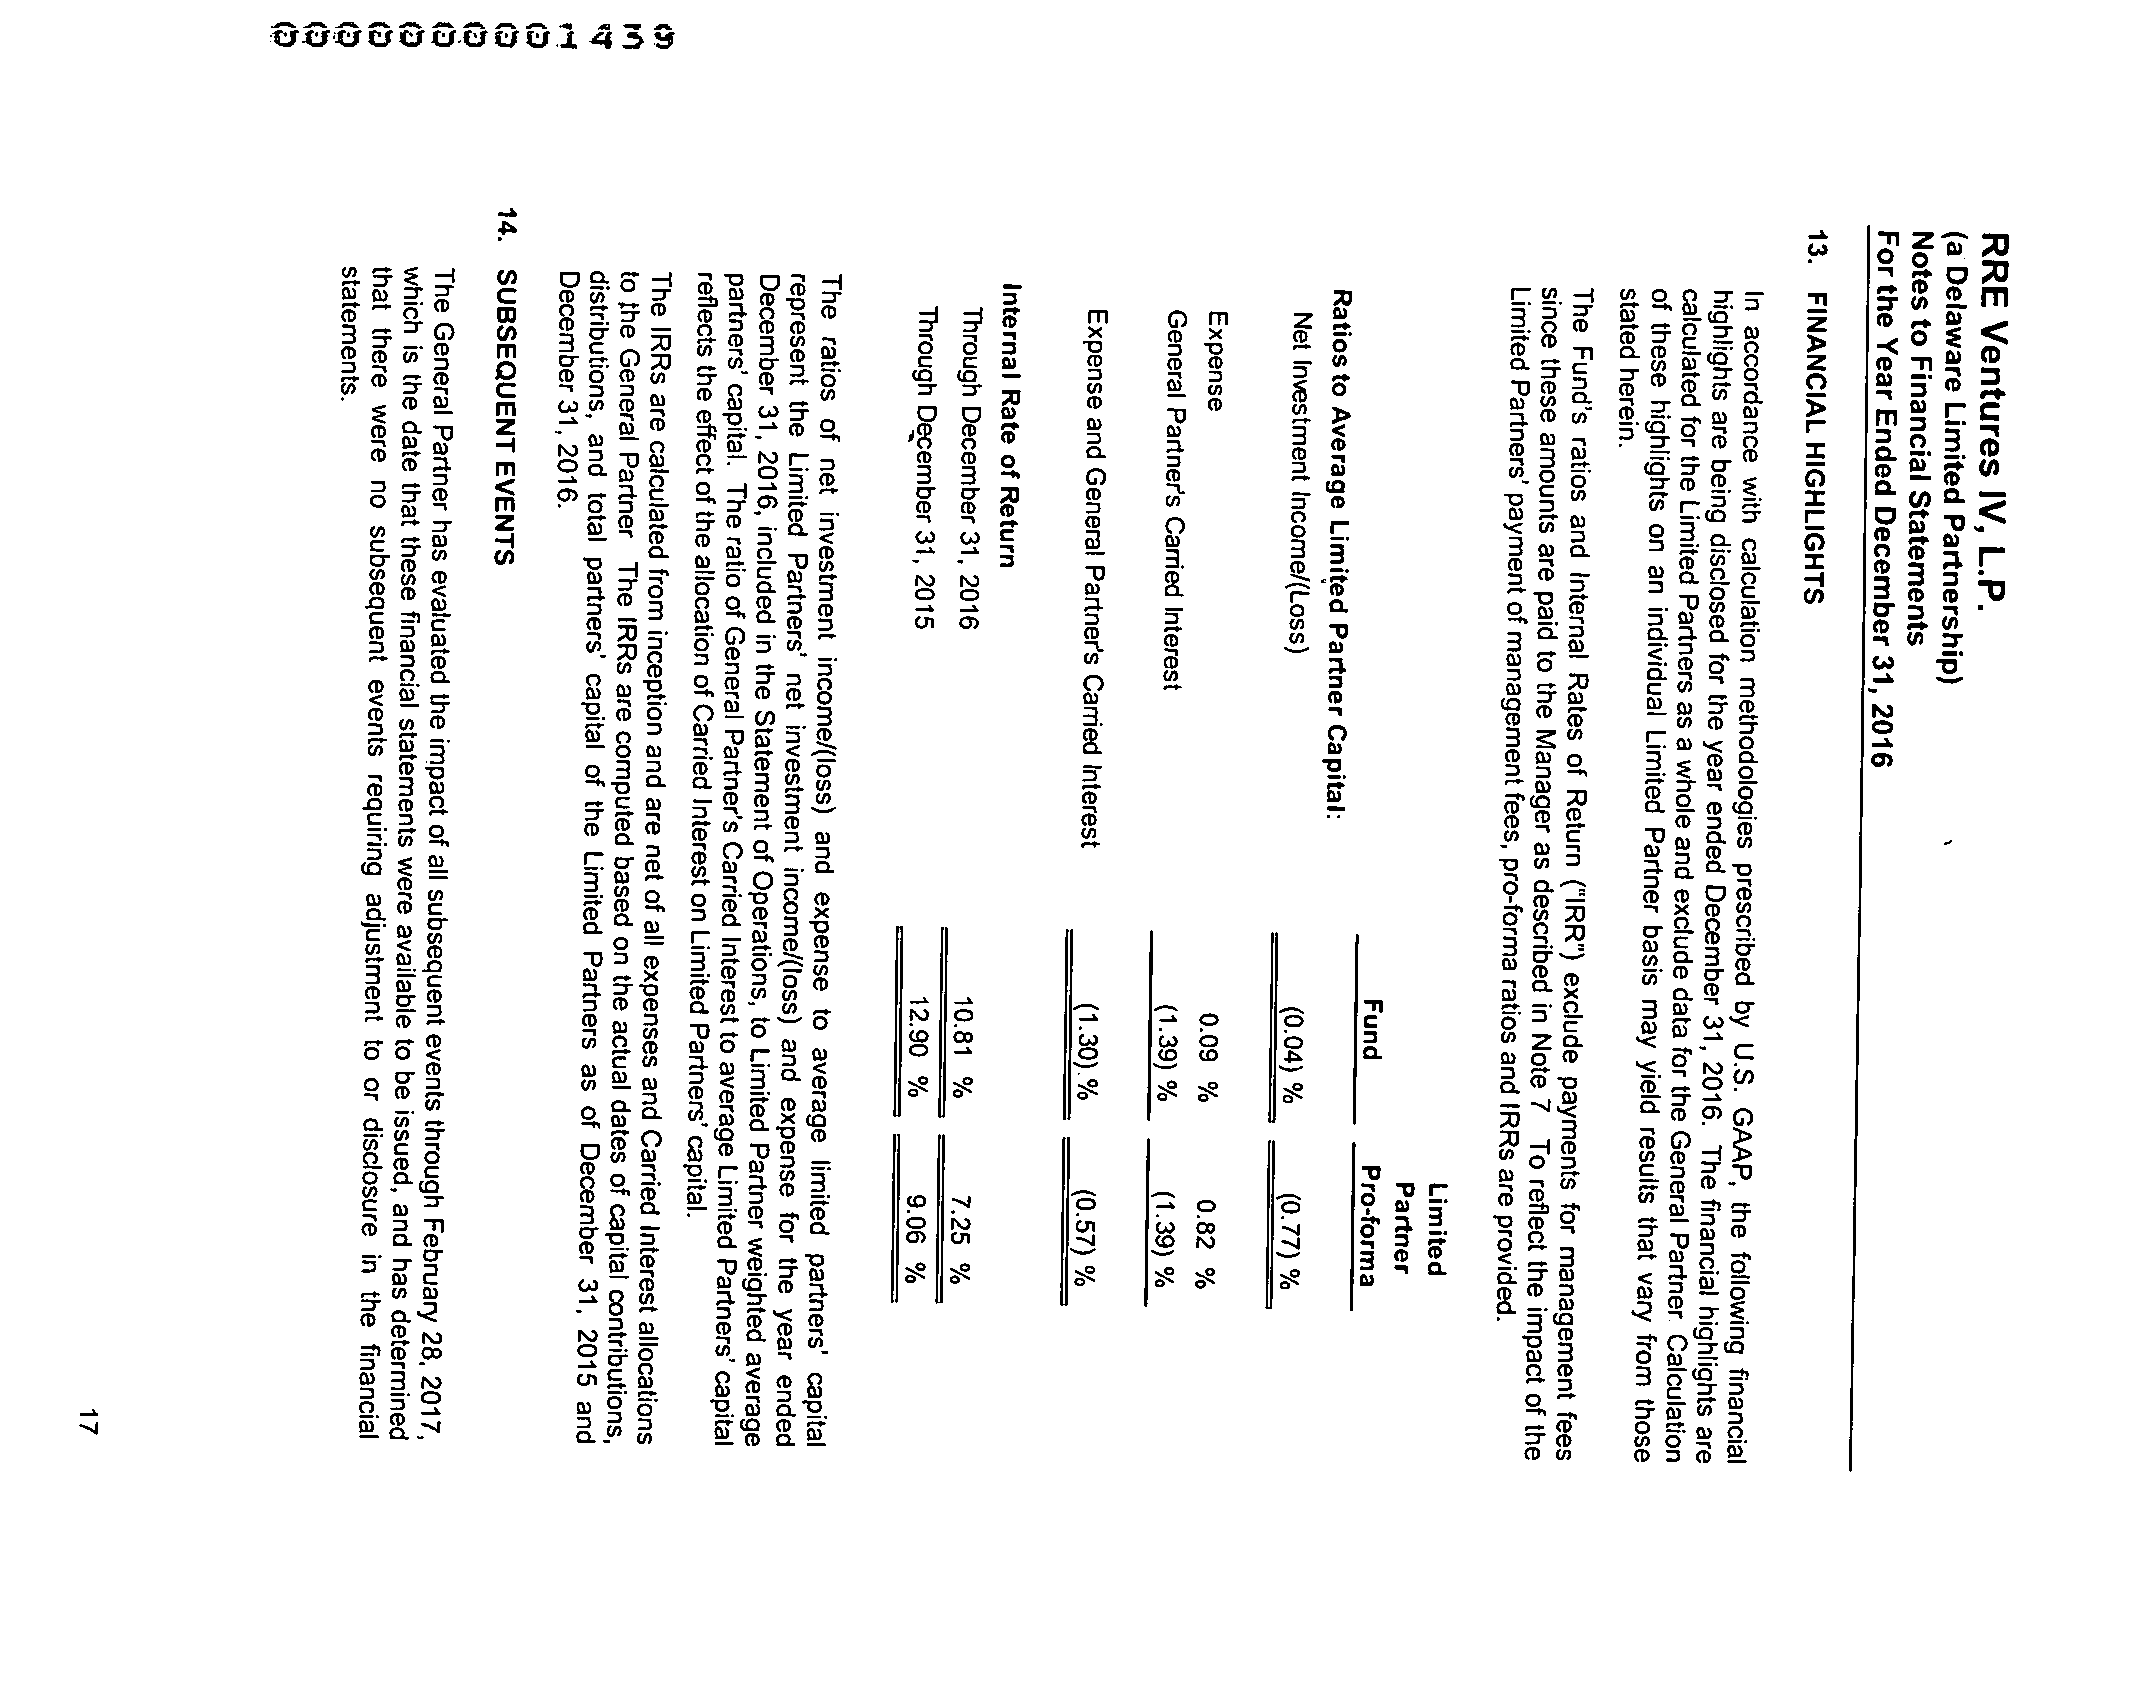 RRE Ventures IV, L.P.
(a Delaware Limited Partnership)
Notes to Financial Statements
For the Year Ended December 31, 2016
13. FINANCIAL HIGHLIGHTS
In accordance with calculation methodologies prescribed by U.S. GAAP, the following financial
highlights are being disclosed for the year ended December 31, 2016. The financial highlights are
calculated for the Limited Partners as a whole and exclude data for the General Partner. Calculation
of these highlights on an individual Limited Partner basis may yield results that vary from those
stated herein.
The Fund's ratios and Internal Rates of Return ("IRR") exclude payments for management fees
since these amounts are paid to the Manager as described in Note 7 To reflect the impact of the
Limited Partners' payment of management fees, pro-forma ratios and IRRs are provided.
Limited
Partner
Fund Pro-forma
Ratios to Average Limited Partner Capital:
Net Investment Income/(Loss) (0.04) % (0.77) %
Expense 0.09 % 0.82 %
General Partner's Carried Interest (1.39) % (1.39) %
Expense and General Partner's Carried Interest (1.30) % (0.57) %
Internal Rate of Return
Through December 31, 2016 10.81 % 7.25 %
Through December 31, 2015 12.90 % 9.06 %
The ratios of net investment income/(loss) and expense to average limited partners' capital
represent the Limited Partners' net investment income/(loss) and expense for the year ended
December 31, 2016, included in the Statement of Operations, to Limited Partner weighted average
partners' capital. The ratio of General Partner's Carried Interest to average Limited Partners' capital
reflects the effect of the allocation of Carried Interest on Limited Partners' capital.
The IRRs are calculated from inception and are net of all expenses and Carried Interest allocations
to the General Partner The IRRs are computed based on the actual dates of capital contributions,
distributions, and total partners' capital of the Limited Partners as of December 31, 2015 and
December 31, 2016.
14. SUBSEQUENT EVENTS
The General Partner has evaluated the impact of all subsequent events through February 28, 2017,
which is the date that these financial statements were available to be issued, and has determined
that there were no subsequent events requiring adjustment to or disclosure in the financial
statements.
17
0000000001439